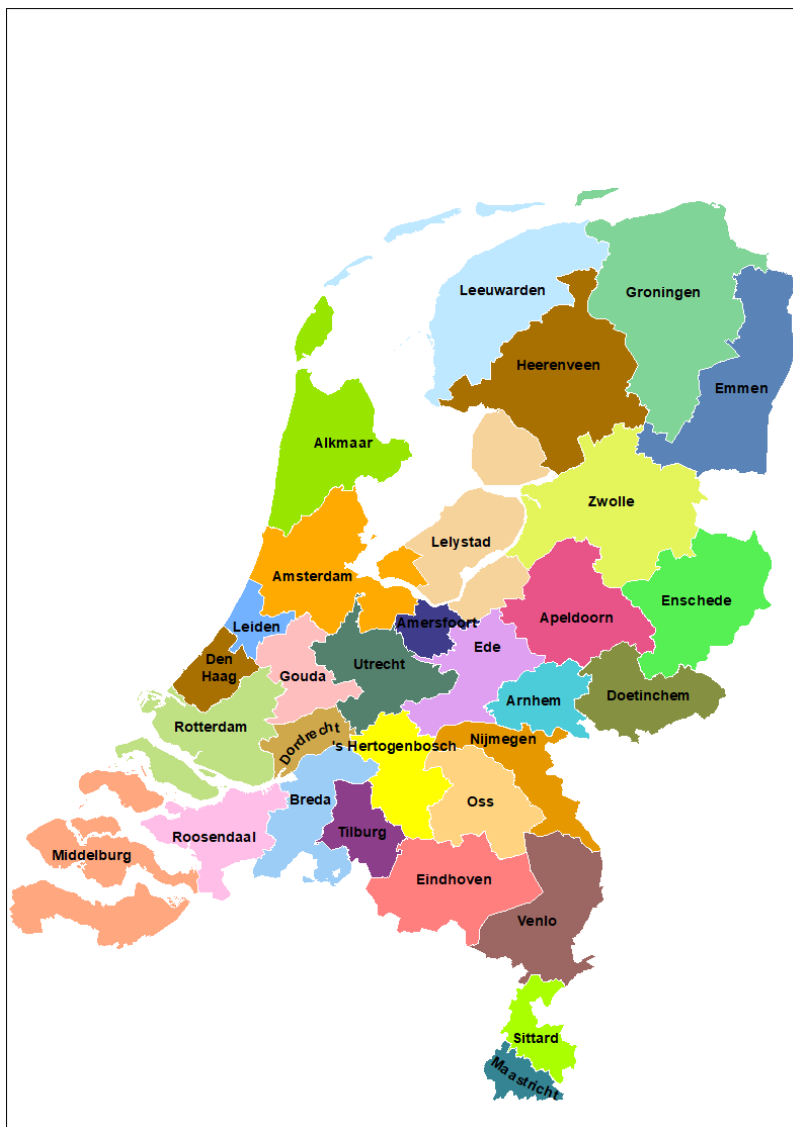 Leeuwarden
Groningen
Heerenveen
Emmen
Alkmaar
Zwolle
Lelystad
Amsterdam
Enschede
Apeldoorn
Amersfoort
Leiden
Ede
Den
Haag
Utrecht
Gouda
Arnhem
Doetinchem
Rotterdam
Dordrecht
Nijmegen
's Hertogenbosch
Breda
Oss
Tilburg
Roosendaal
Middelburg
Eindhoven
Venlo
Sittard
Maastricht